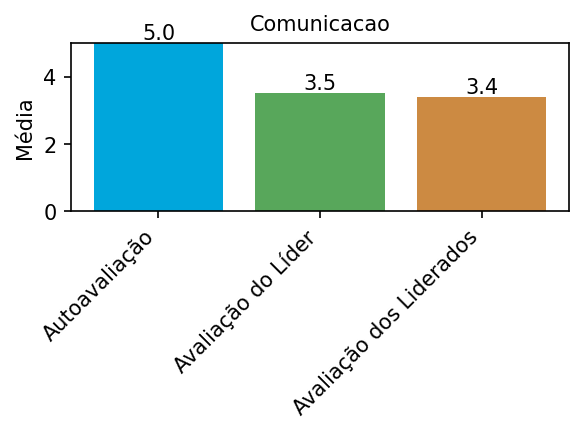 Comunicacao
5.0
3.5
3.4
Média
4
2
0
Autoavaliação
Avaliação do Líder
Avaliação dos Liderados